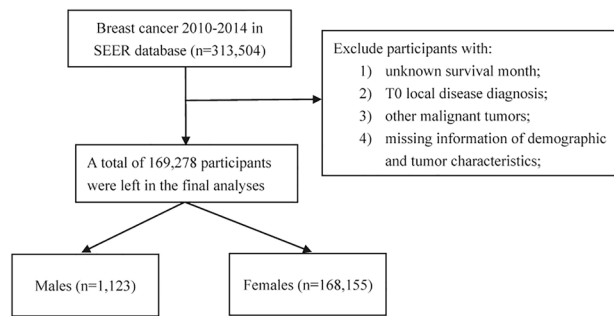 Breast cancer 2010-2014 in
SEER database (n=313,504)
Exclude participants with:
1) unknown survival month;
2) T0 local disease diagnosis;
3) other malignant tumors;
4) missing information of demographic
and tumor characteristics;
A total of 169,278 participants
were left in the final analyses
Males (n=1,123)
Females (n=168,155)